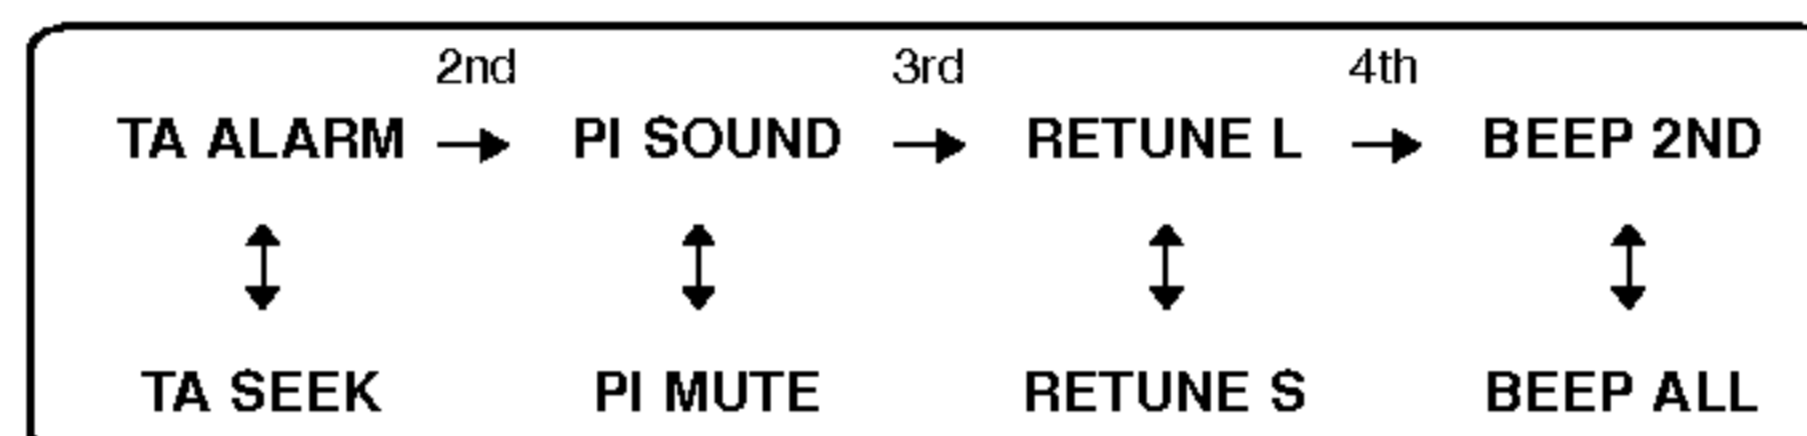 2nd 3rd 4th
TA ALARM PI SOUND RETUNE L BEEP 2ND
TA SEEK PI MUTE RETUNE S BEEP ALL